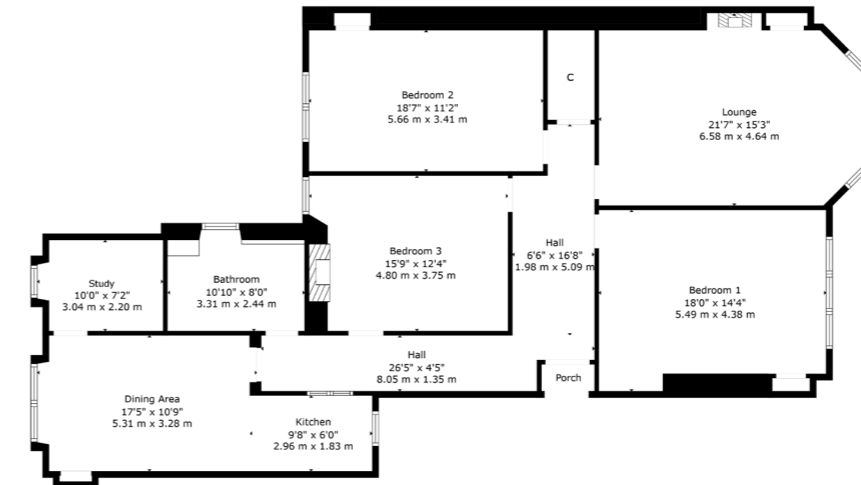 Bedroom 2
18'7" x 11'2"
5.66 m x 3.41 m
C
Lounge
21'7" x 15'3"
6.58 m x 4.64 m
Bedroom 3
15'9" x 12'4"
4.80 m x 3.75 m
Hall
6'6" x 16'8"
1.98 m x 5.09 m
Bedroom 1
18'0" x 14'4"
5.49 m x 4.38 m
Study
10'0" x 7'2"
3.04 m x 2.20 m
Bathroom
10'10" x 8'0"
3.31 m x 2.44 m
Hall
26'5" x 4'5"
8.05 m x 1.35 m
Porch
Dining Area
17'5" x 10'9"
5.31 m x 3.28 m
Kitchen
9'8" x 6'0"
2.96 m x 1.83 m